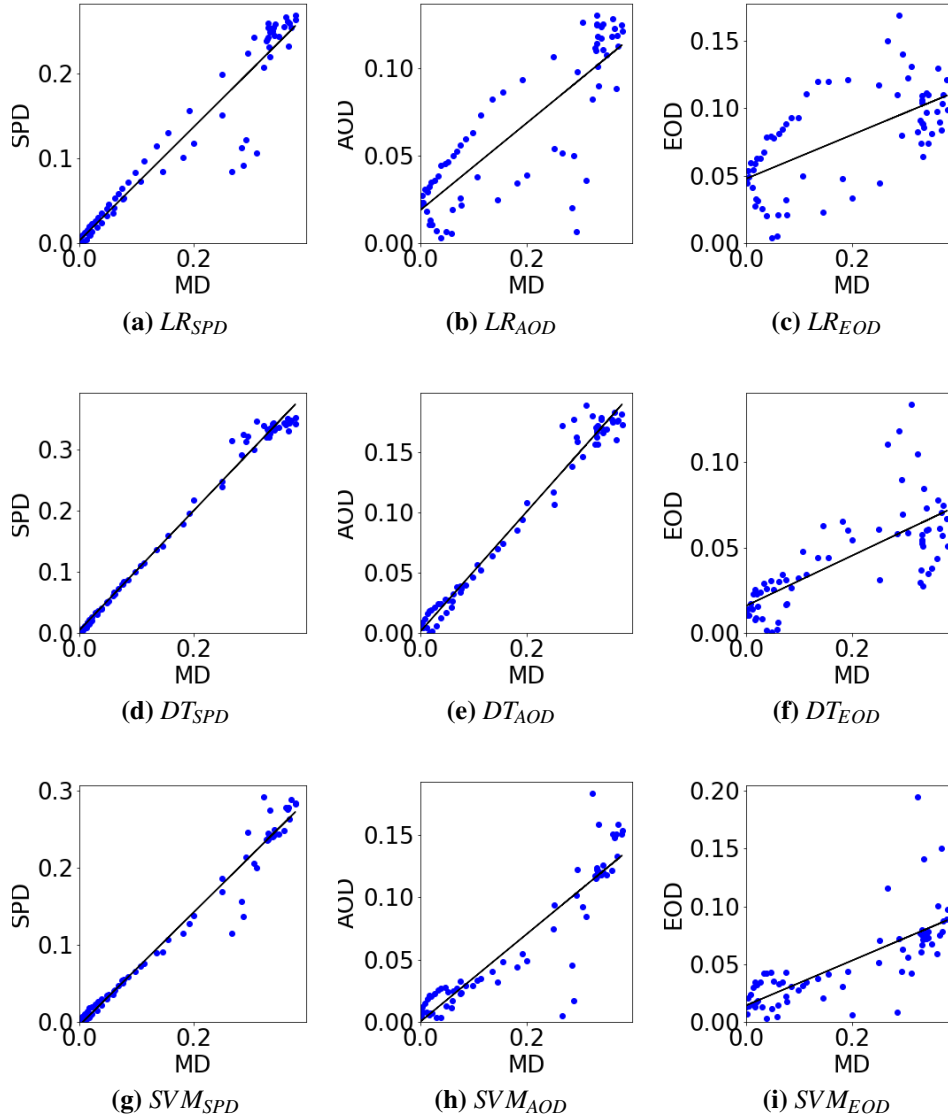 SPD
0.2
0.1
0.0
0.0
0.2
MD
(a) LR_SPD
AOD
0.10
0.05
0.00
0.0
0.2
MD
(b) LR_AOD
EOD
0.15
0.10
0.05
0.00
0.0
0.2
MD
(c) LR_EOD
SPD
0.3
0.2
0.1
0.0
0.0
0.2
MD
(d) DT_SPD
AOD
0.15
0.10
0.05
0.00
0.0
0.2
MD
(e) DT_AOD
EOD
0.10
0.05
0.00
0.0
0.2
MD
(f) DT_EOD
SPD
0.3
0.2
0.1
0.0
0.0
0.2
MD
(g) SVM_SPD
AOD
0.15
0.10
0.05
0.00
0.0
0.2
MD
(h) SVM_AOD
EOD
0.20
0.15
0.10
0.05
0.00
0.0
0.2
MD
(i) SVM_EOD